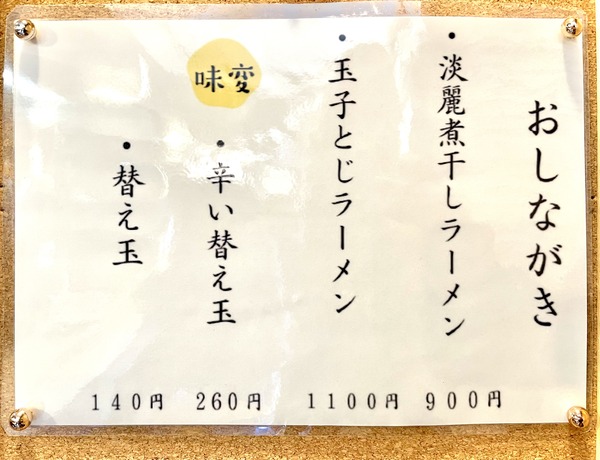 おしながき
・淡麗煮干しラーメン
900円
・玉子とじラーメン
1100円
味変
・辛い替え玉
260円
・替え玉
140円